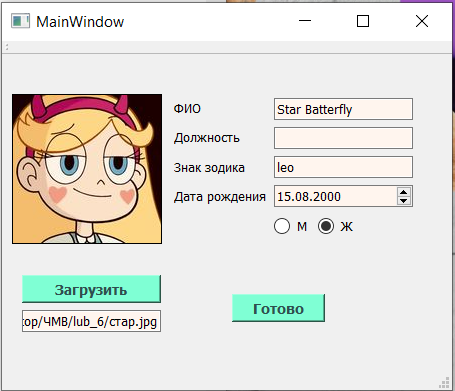 MainWindow
ФИО Star Batterfly
Должность
Знак зодика leo
Дата рождения 15.08.2000
М Ж
Загрузить
top/ЧМВ/lub_6/стар.jpg
Готово